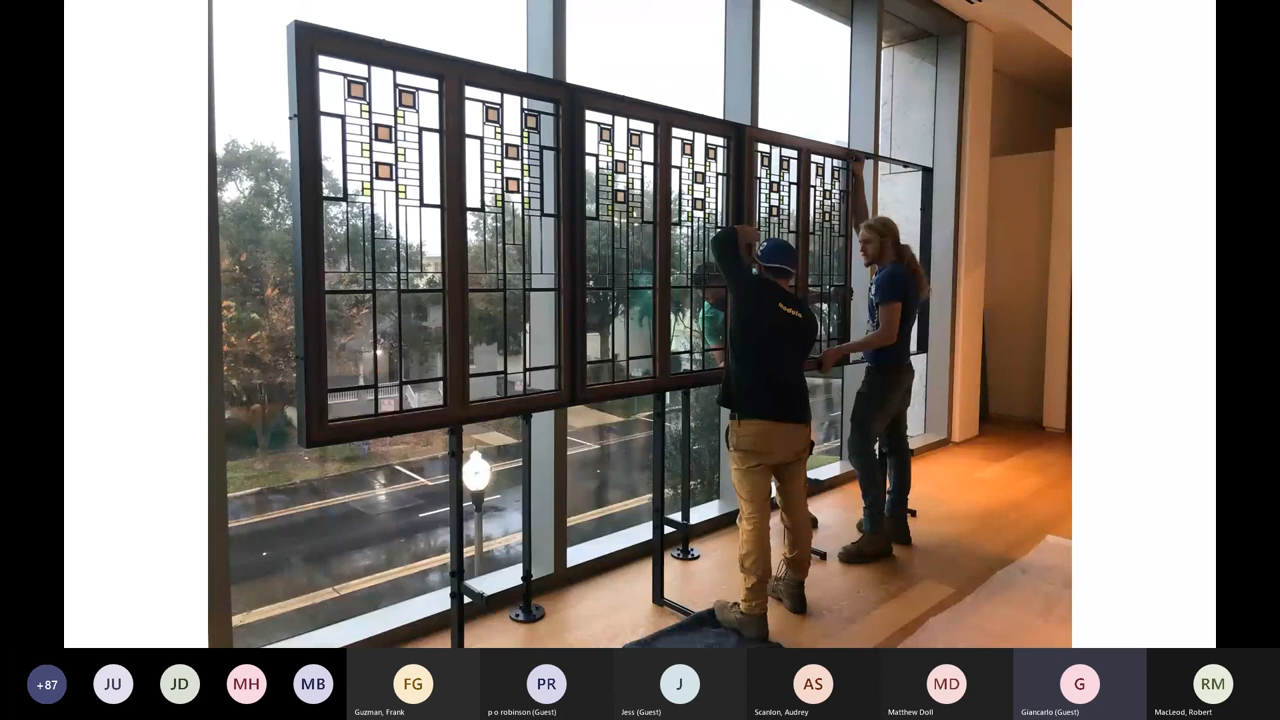 modula
+87
JU
JD
MH
MB
FG
PR
J
AS
MD
G
RM
Guzman, Frank
p o robinson (Guest)
Jess (Guest)
Scanlon, Audrey
Matthew Doll
Giancarlo (Guest)
MacLeod, Robert